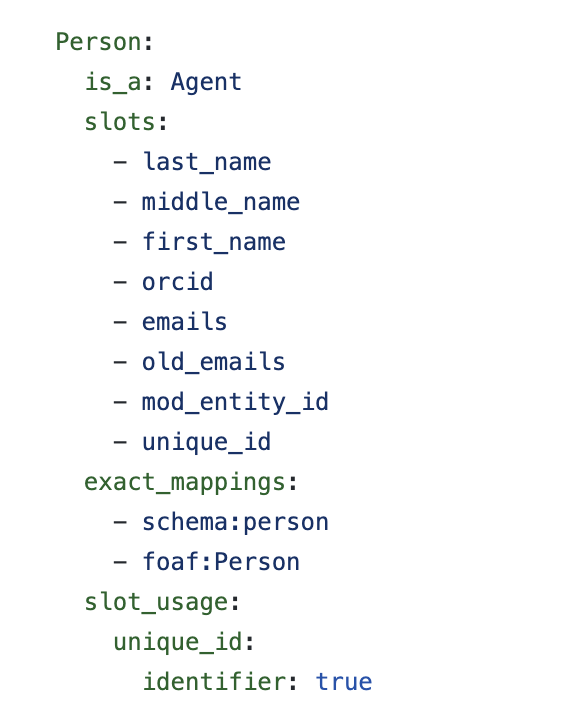 Person:
  is_a: Agent
  slots:
    - last_name
    - middle_name
    - first_name
    - orcid
    - emails
    - old_emails
    - mod_entity_id
    - unique_id
  exact_mappings:
    - schema:person
    - foaf:Person
  slot_usage:
    unique_id:
      identifier: true